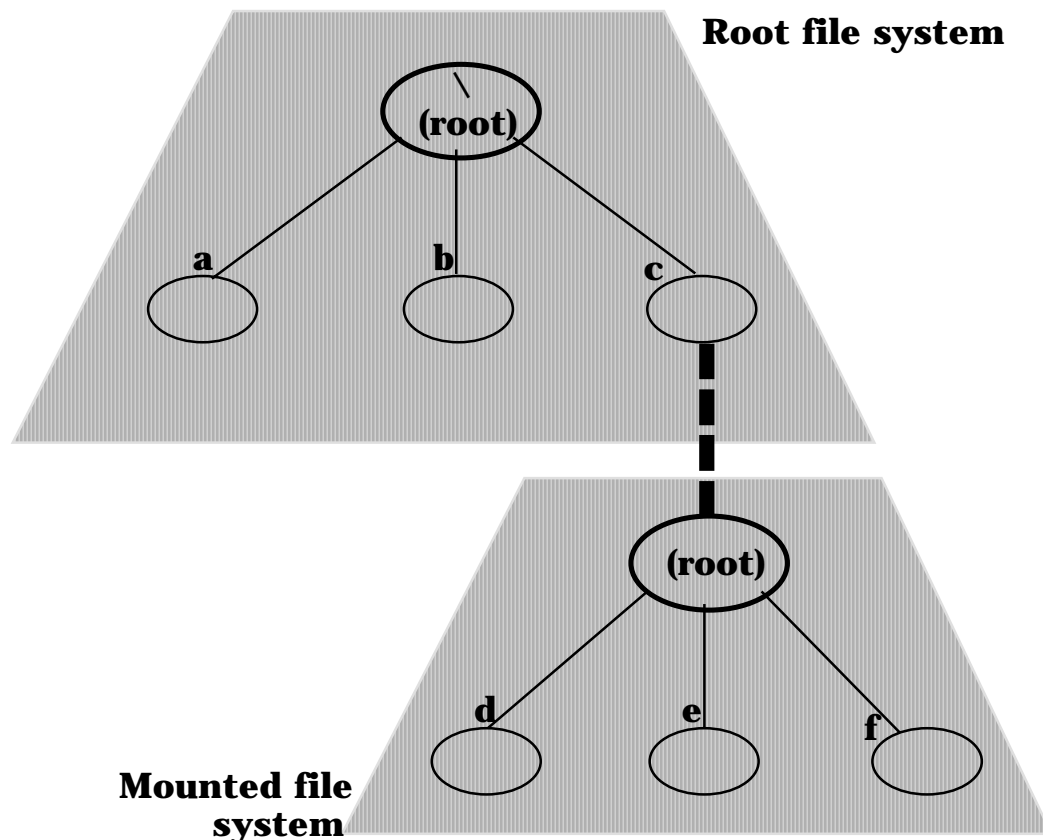 Root file system
\
(root)
a
b
c
(root)
d
e
f
Mounted file
system